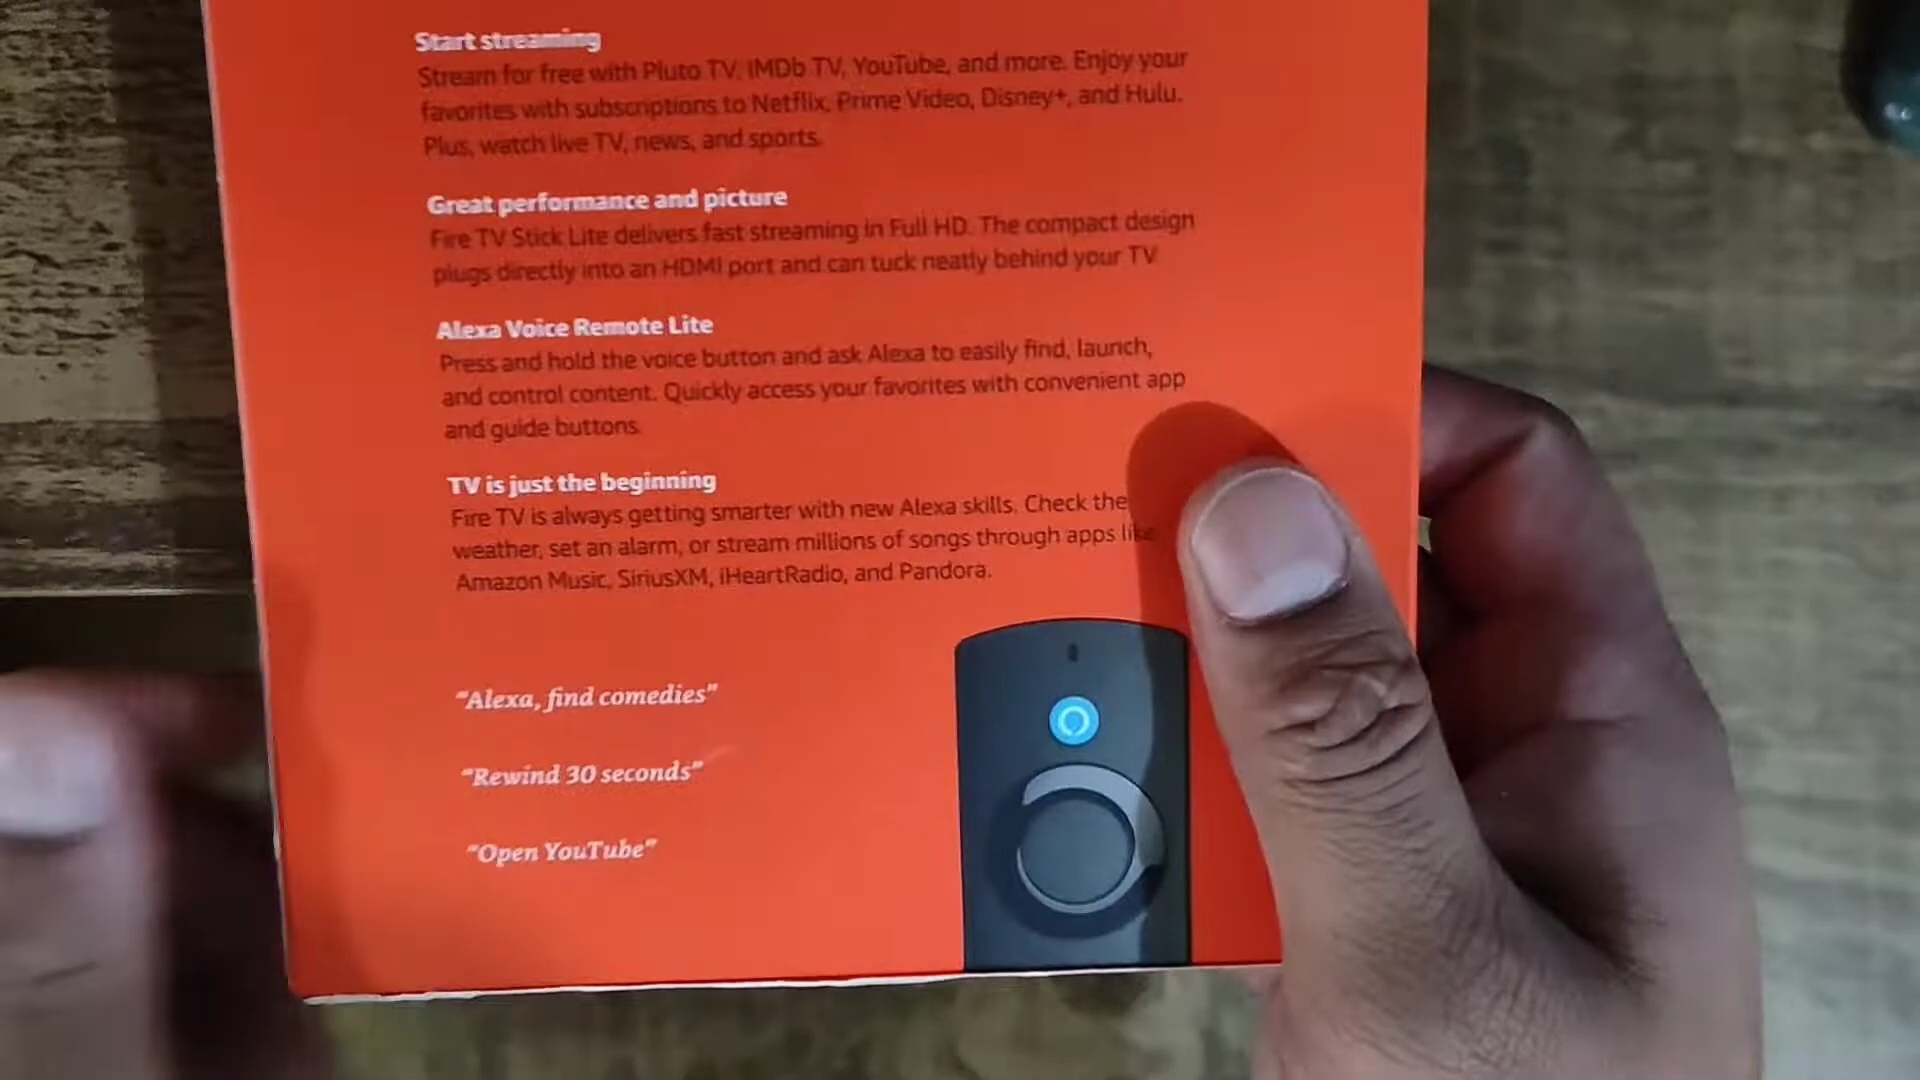 Start streaming
Stream for free with Pluto TV, IMDb TV, YouTube, and more. Enjoy your
favorites with subscriptions to Netflix, Prime Video, Disney+, and Hulu.
Plus, watch live TV, news, and sports.
Great performance and picture
Fire TV Stick Lite delivers fast streaming in Full HD. The compact design
plugs directly into an HDMI port and can tuck neatly behind your TV
Alexa Voice Remote Lite
Press and hold the voice button and ask Alexa to easily find, launch,
and control content. Quickly access your favorites with convenient app
and guide buttons.
TV is just the beginning
Fire TV is always getting smarter with new Alexa skills. Check the
weather, set an alarm, or stream millions of songs through apps like
Amazon Music, SiriusXM, iHeartRadio, and Pandora.
"Alexa, find comedies"
"Rewind 30 seconds"
"Open YouTube"